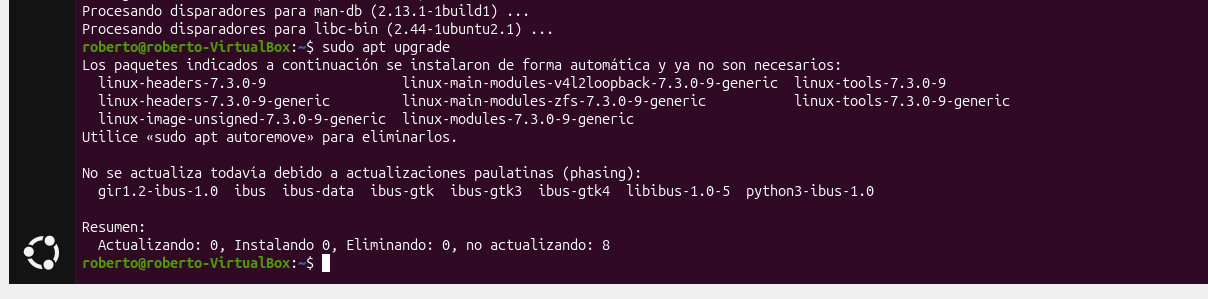 Procesando disparadores para man-db (2.13.1-1build1) ...
Procesando disparadores para libc-bin (2.44-1ubuntu2.1) ...
roberto@roberto-VirtualBox:~$ sudo apt upgrade
Los paquetes indicados a continuación se instalaron de forma automática y ya no son necesarios:
  linux-headers-7.3.0-9                 linux-main-modules-v4l2loopback-7.3.0-9-generic  linux-tools-7.3.0-9
  linux-headers-7.3.0-9-generic         linux-main-modules-zfs-7.3.0-9-generic           linux-tools-7.3.0-9-generic
  linux-image-unsigned-7.3.0-9-generic  linux-modules-7.3.0-9-generic
Utilice «sudo apt autoremove» para eliminarlos.

No se actualiza todavía debido a actualizaciones paulatinas (phasing):
  gir1.2-ibus-1.0  ibus  ibus-data  ibus-gtk  ibus-gtk3  ibus-gtk4  libibus-1.0-5  python3-ibus-1.0

Resumen:
  Actualizando: 0, Instalando 0, Eliminando: 0, no actualizando: 8
roberto@roberto-VirtualBox:~$